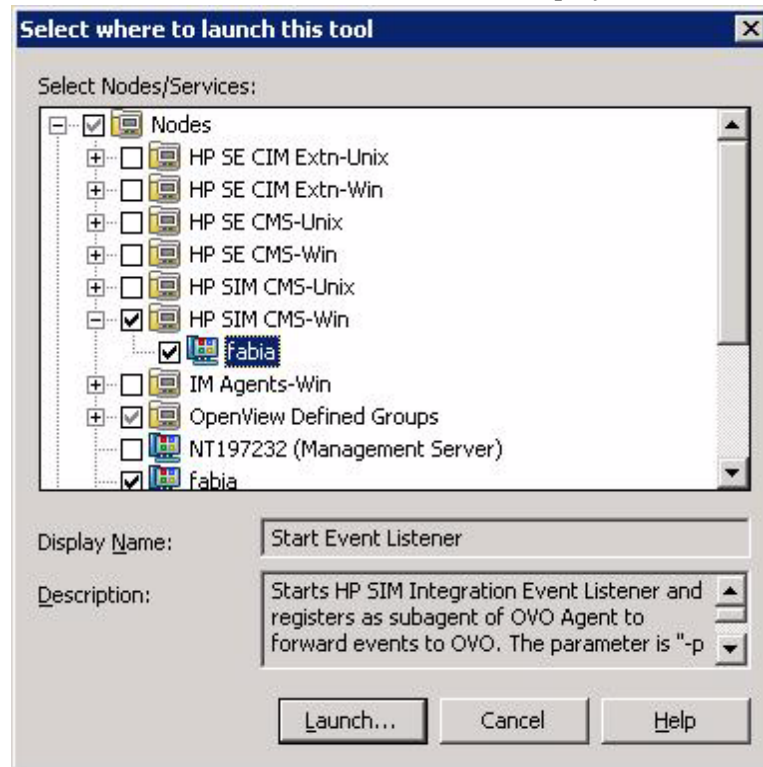 Select where to launch this tool
Select Nodes/Services:
Nodes
HP SE CIM Extn-Unix
HP SE CIM Extn-Win
HP SE CMS-Unix
HP SE CMS-Win
HP SIM CMS-Unix
HP SIM CMS-Win
fabia
IM Agents-Win
OpenView Defined Groups
NT197232 (Management Server)
fabia
Display Name:
Start Event Listener
Description:
Starts HP SIM Integration Event Listener and
registers as subagent of OVO Agent to
forward events to OVO. The parameter is "-p
Launch... Cancel Help